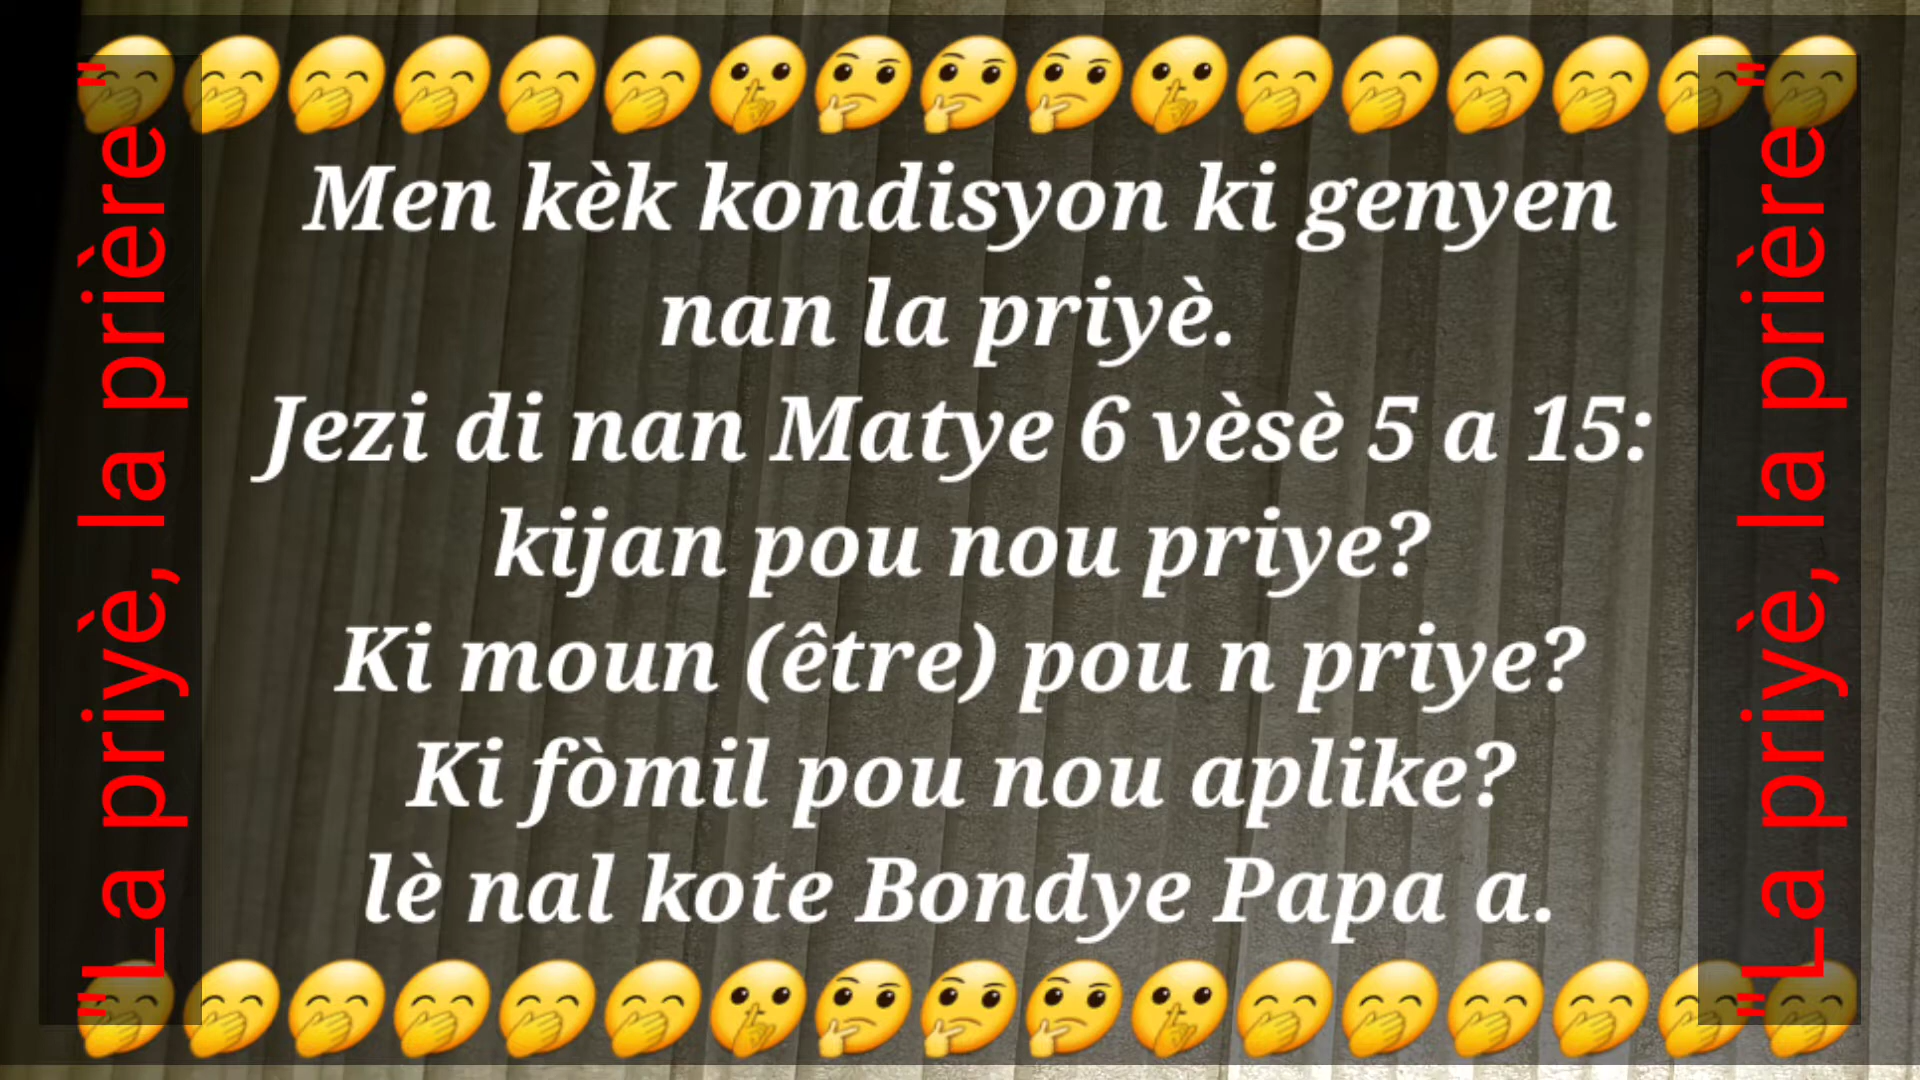 "La priyè, la prière"
Men kèk kondisyon ki genyen
nan la priyè.
Jezi di nan Matye 6 vèsè 5 a 15:
kijan pou nou priye?
Ki moun (être) pou n priye?
Ki fòmil pou nou aplike?
lè nal kote Bondye Papa a.
"La priyè, la prière"